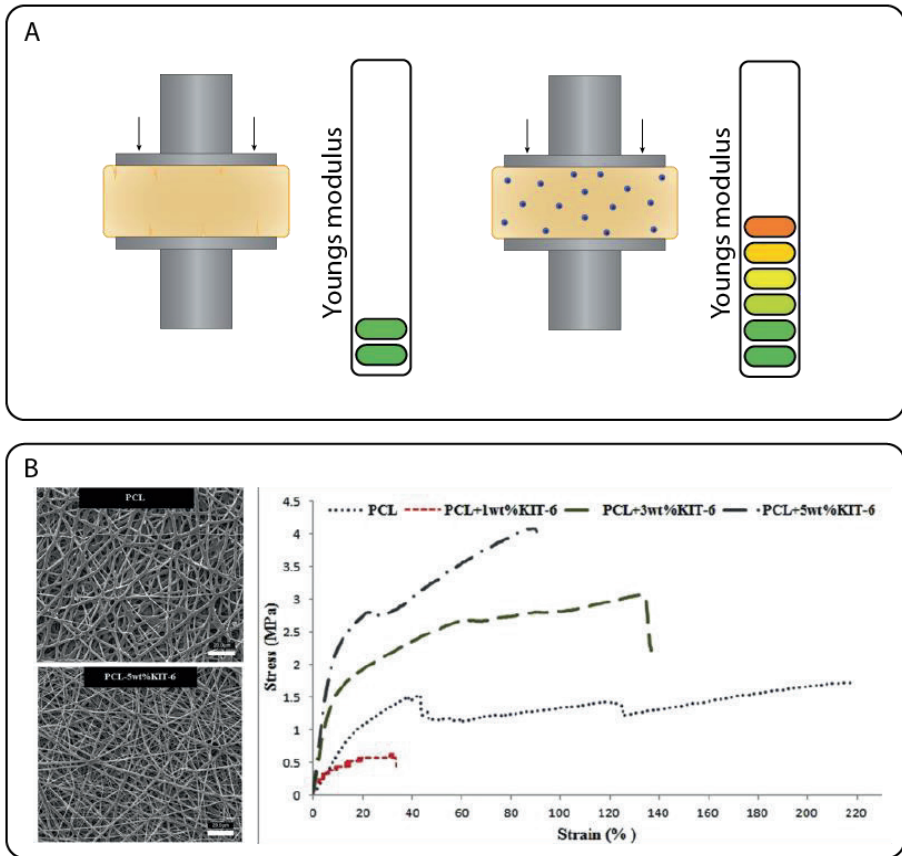 A
Youngs modulus
Youngs modulus
B
PCL
PCL-5wt%KIT-6
PCL
PCL+1wt%KIT-6
PCL+3wt%KIT-6
PCL+5wt%KIT-6
4.5
4
3.5
3
2.5
2
1.5
1
0.5
0
Stress (MPa)
0 20 40 60 80 100 120 140 160 180 200 220
Strain (% )